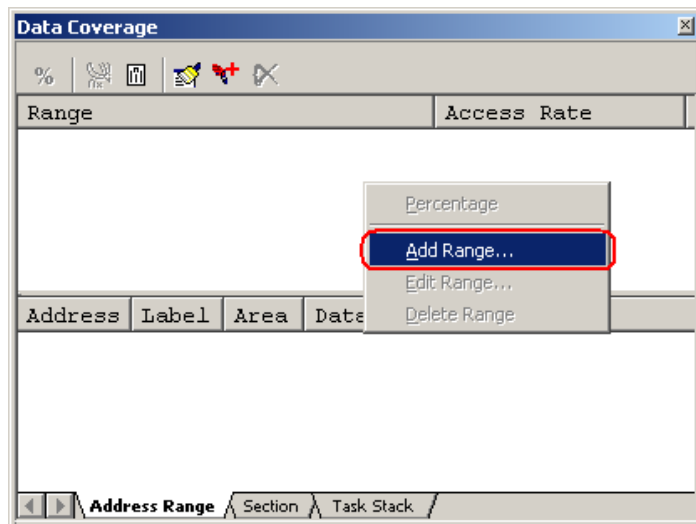 Data Coverage
%
Range Access Rate
Percentage
Add Range...
Edit Range...
Delete Range
Address Label Area Data
Address Range Section Task Stack